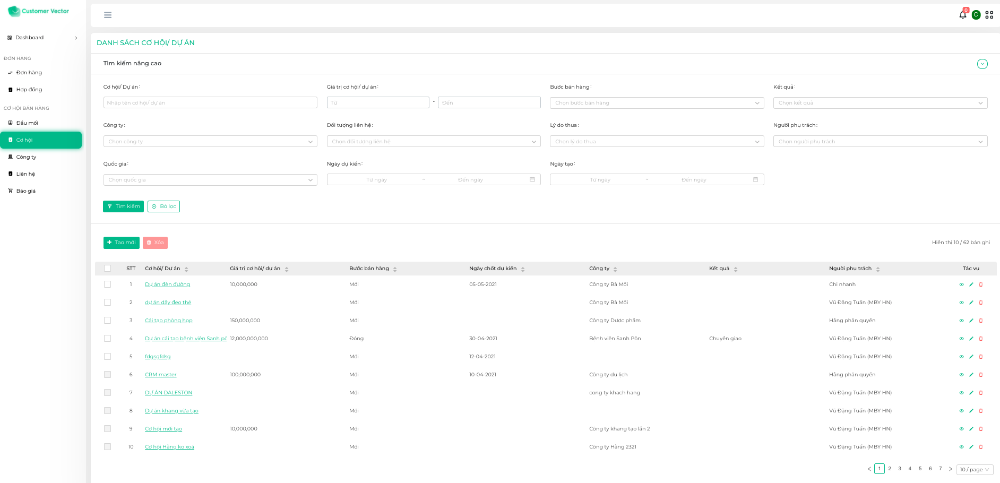 Customer Vector
0
C
Dashboard
DANH SÁCH CƠ HỘI/ DỰ ÁN
ĐƠN HÀNG
Tìm kiếm nâng cao
Đơn hàng
Hợp đồng
CƠ HỘI BÁN HÀNG
Đầu mối
Cơ hội
Công ty
Liên hệ
Báo giá
Cơ hội/ Dự án: Giá trị cơ hội/ dự án: Bước bán hàng: Kết quả:
Nhập tên cơ hội/ dự án Từ - Đến Chọn bước bán hàng Chọn kết quả
Công ty: Đối tượng liên hệ: Lý do thua: Người phụ trách:
Chọn công ty Chọn đối tượng liên hệ Chọn lý do thua Chọn người phụ trách
Quốc gia: Ngày dự kiến: Ngày tạo:
Chọn quốc gia Từ ngày ~ Đến ngày Từ ngày ~ Đến ngày
Tìm kiếm Bỏ lọc
Tạo mới Xóa Hiển thị 10 / 62 bản ghi
STT Cơ hội/ Dự án Giá trị cơ hội/ dự án Bước bán hàng Ngày chốt dự kiến Công ty Kết quả Người phụ trách Tác vụ
1 Dự án đèn đường 10,000,000 Mới 05-05-2021 Công ty Bà Mối Chi nhanh
2 dự án dây đeo thẻ Mới Công ty Bà Mối Vũ Đặng Tuấn (MBY HN)
3 Cải tạo phòng họp 150,000,000 Mới Công ty Dược phẩm Hằng phân quyền
4 Dự án cải tạo bệnh viện Sanh pô 12,000,000,000 Đóng 30-04-2021 Bệnh viện Sanh Pôn Chuyển giao Vũ Đặng Tuấn (MBY HN)
5 fdgsgfdsg Mới 12-04-2021 Vũ Đặng Tuấn (MBY HN)
6 CRM master 100,000,000 Mới 10-04-2021 Công ty du lịch Hằng phân quyền
7 DỰ ÁN DALESTON Mới cong ty khach hang Vũ Đặng Tuấn (MBY HN)
8 Dự án khang vừa tạo Mới Vũ Đặng Tuấn (MBY HN)
9 Cơ hội mới tạo 10,000,000 Mới Công ty khang tạo lần 2 Vũ Đặng Tuấn (MBY HN)
10 Cơ hội Hằng ko xoá Mới Công ty Hằng 2321 Vũ Đặng Tuấn (MBY HN)
< 1 2 3 4 5 6 7 > 10 / page